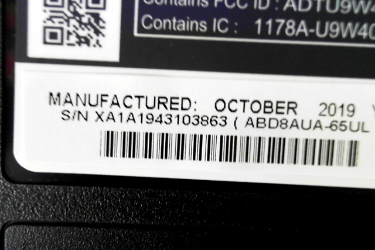 Contains FCC ID : ADTU9W4
Contains IC : 1178A-U9W40
MANUFACTURED: OCTOBER 2019
S/N XA1A1943103863 ( ABD8AUA-65UL